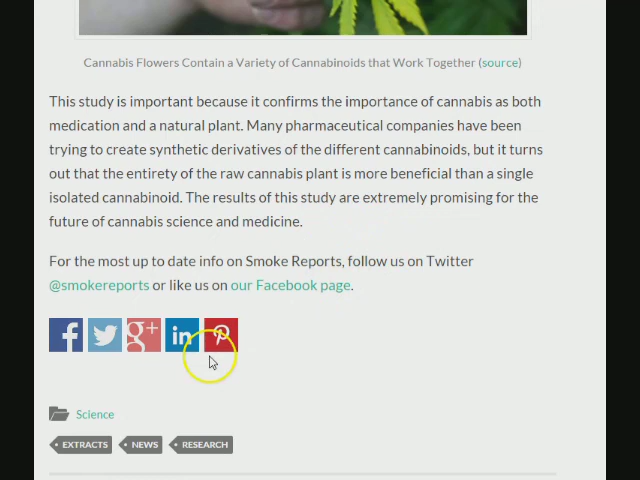 Cannabis Flowers Contain a Variety of Cannabinoids that Work Together (source)
This study is important because it confirms the importance of cannabis as both
medication and a natural plant. Many pharmaceutical companies have been
trying to create synthetic derivatives of the different cannabinoids, but it turns
out that the entirety of the raw cannabis plant is more beneficial than a single
isolated cannabinoid. The results of this study are extremely promising for the
future of cannabis science and medicine.
For the most up to date info on Smoke Reports, follow us on Twitter
@smokereports or like us on our Facebook page.
f g+ in P
Science
EXTRACTS NEWS RESEARCH